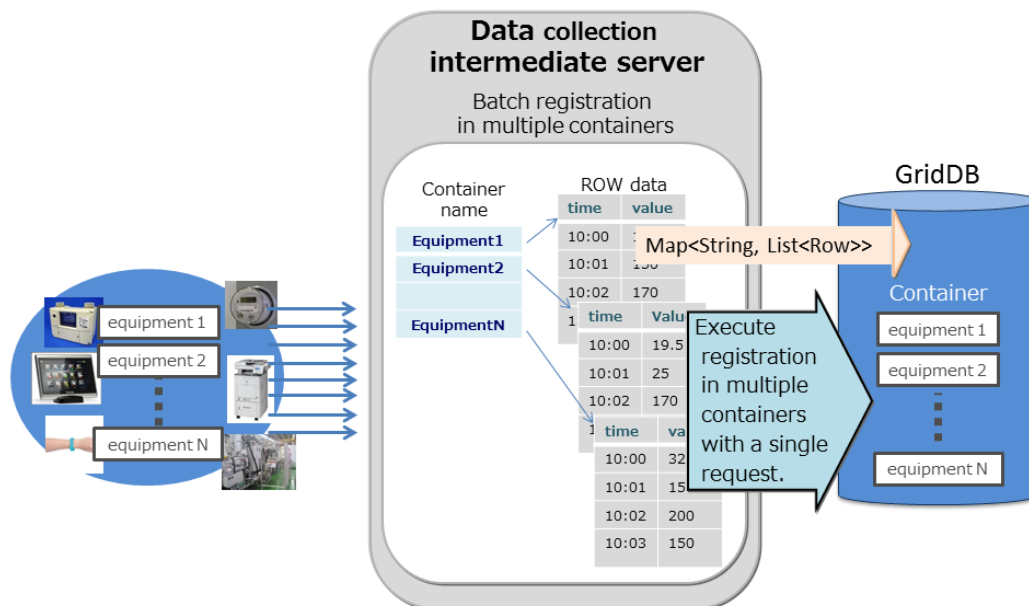 Data collection
intermediate server
Batch registration
in multiple containers
Container
name
Equipment1
Equipment2
EquipmentN
ROW data
time value
10:00
10:01
10:02 170
time Value
10:00 19.5
10:01 25
10:02 170
time
10:00 32
10:01
10:02 200
10:03 150
Map<String, List<Row>>
Execute
registration
in multiple
containers
with a single
request.
GridDB
Container
equipment 1
equipment 2
equipment N
equipment 1
equipment 2
equipment N